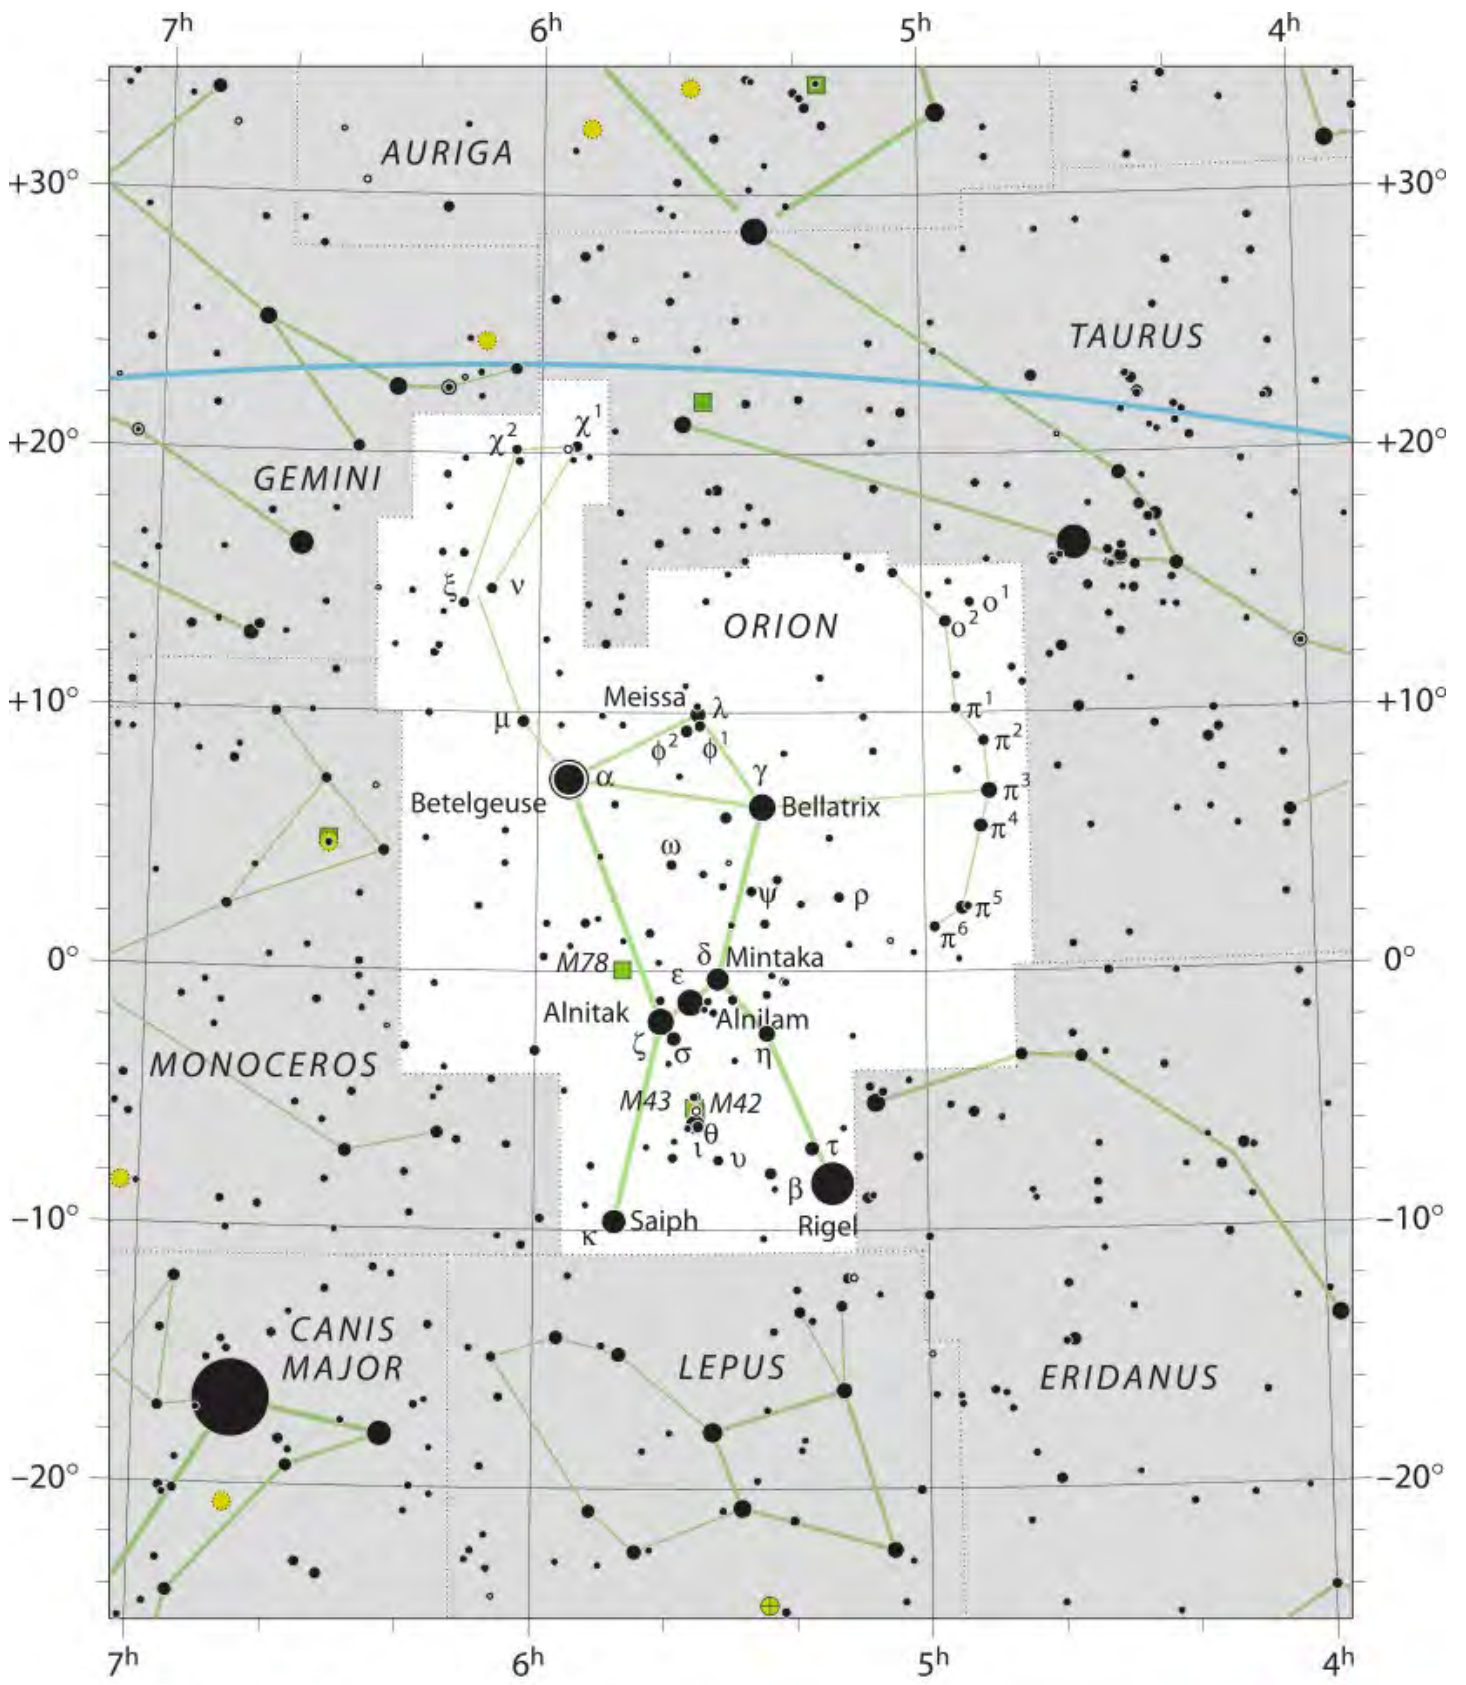 7h 6h 5h 4h
AURIGA
+30° +30°
TAURUS
+20° +20°
χ2 χ1
GEMINI
ξ ν
ORION
ο1
ο2
+10° +10°
Meissa λ
μ φ2 φ1
π1
π2
α γ
Betelgeuse Bellatrix
π3
π4
ω
ψ ρ
π5
π6
0° 0°
M78 δ Mintaka
ε
Alnitak Alnilam
ζ σ η
MONOCEROS
M43 M42
θ
ι υ τ
β
−10° −10°
κ Saiph Rigel
CANIS
MAJOR
LEPUS
ERIDANUS
−20° −20°
7h 6h 5h 4h